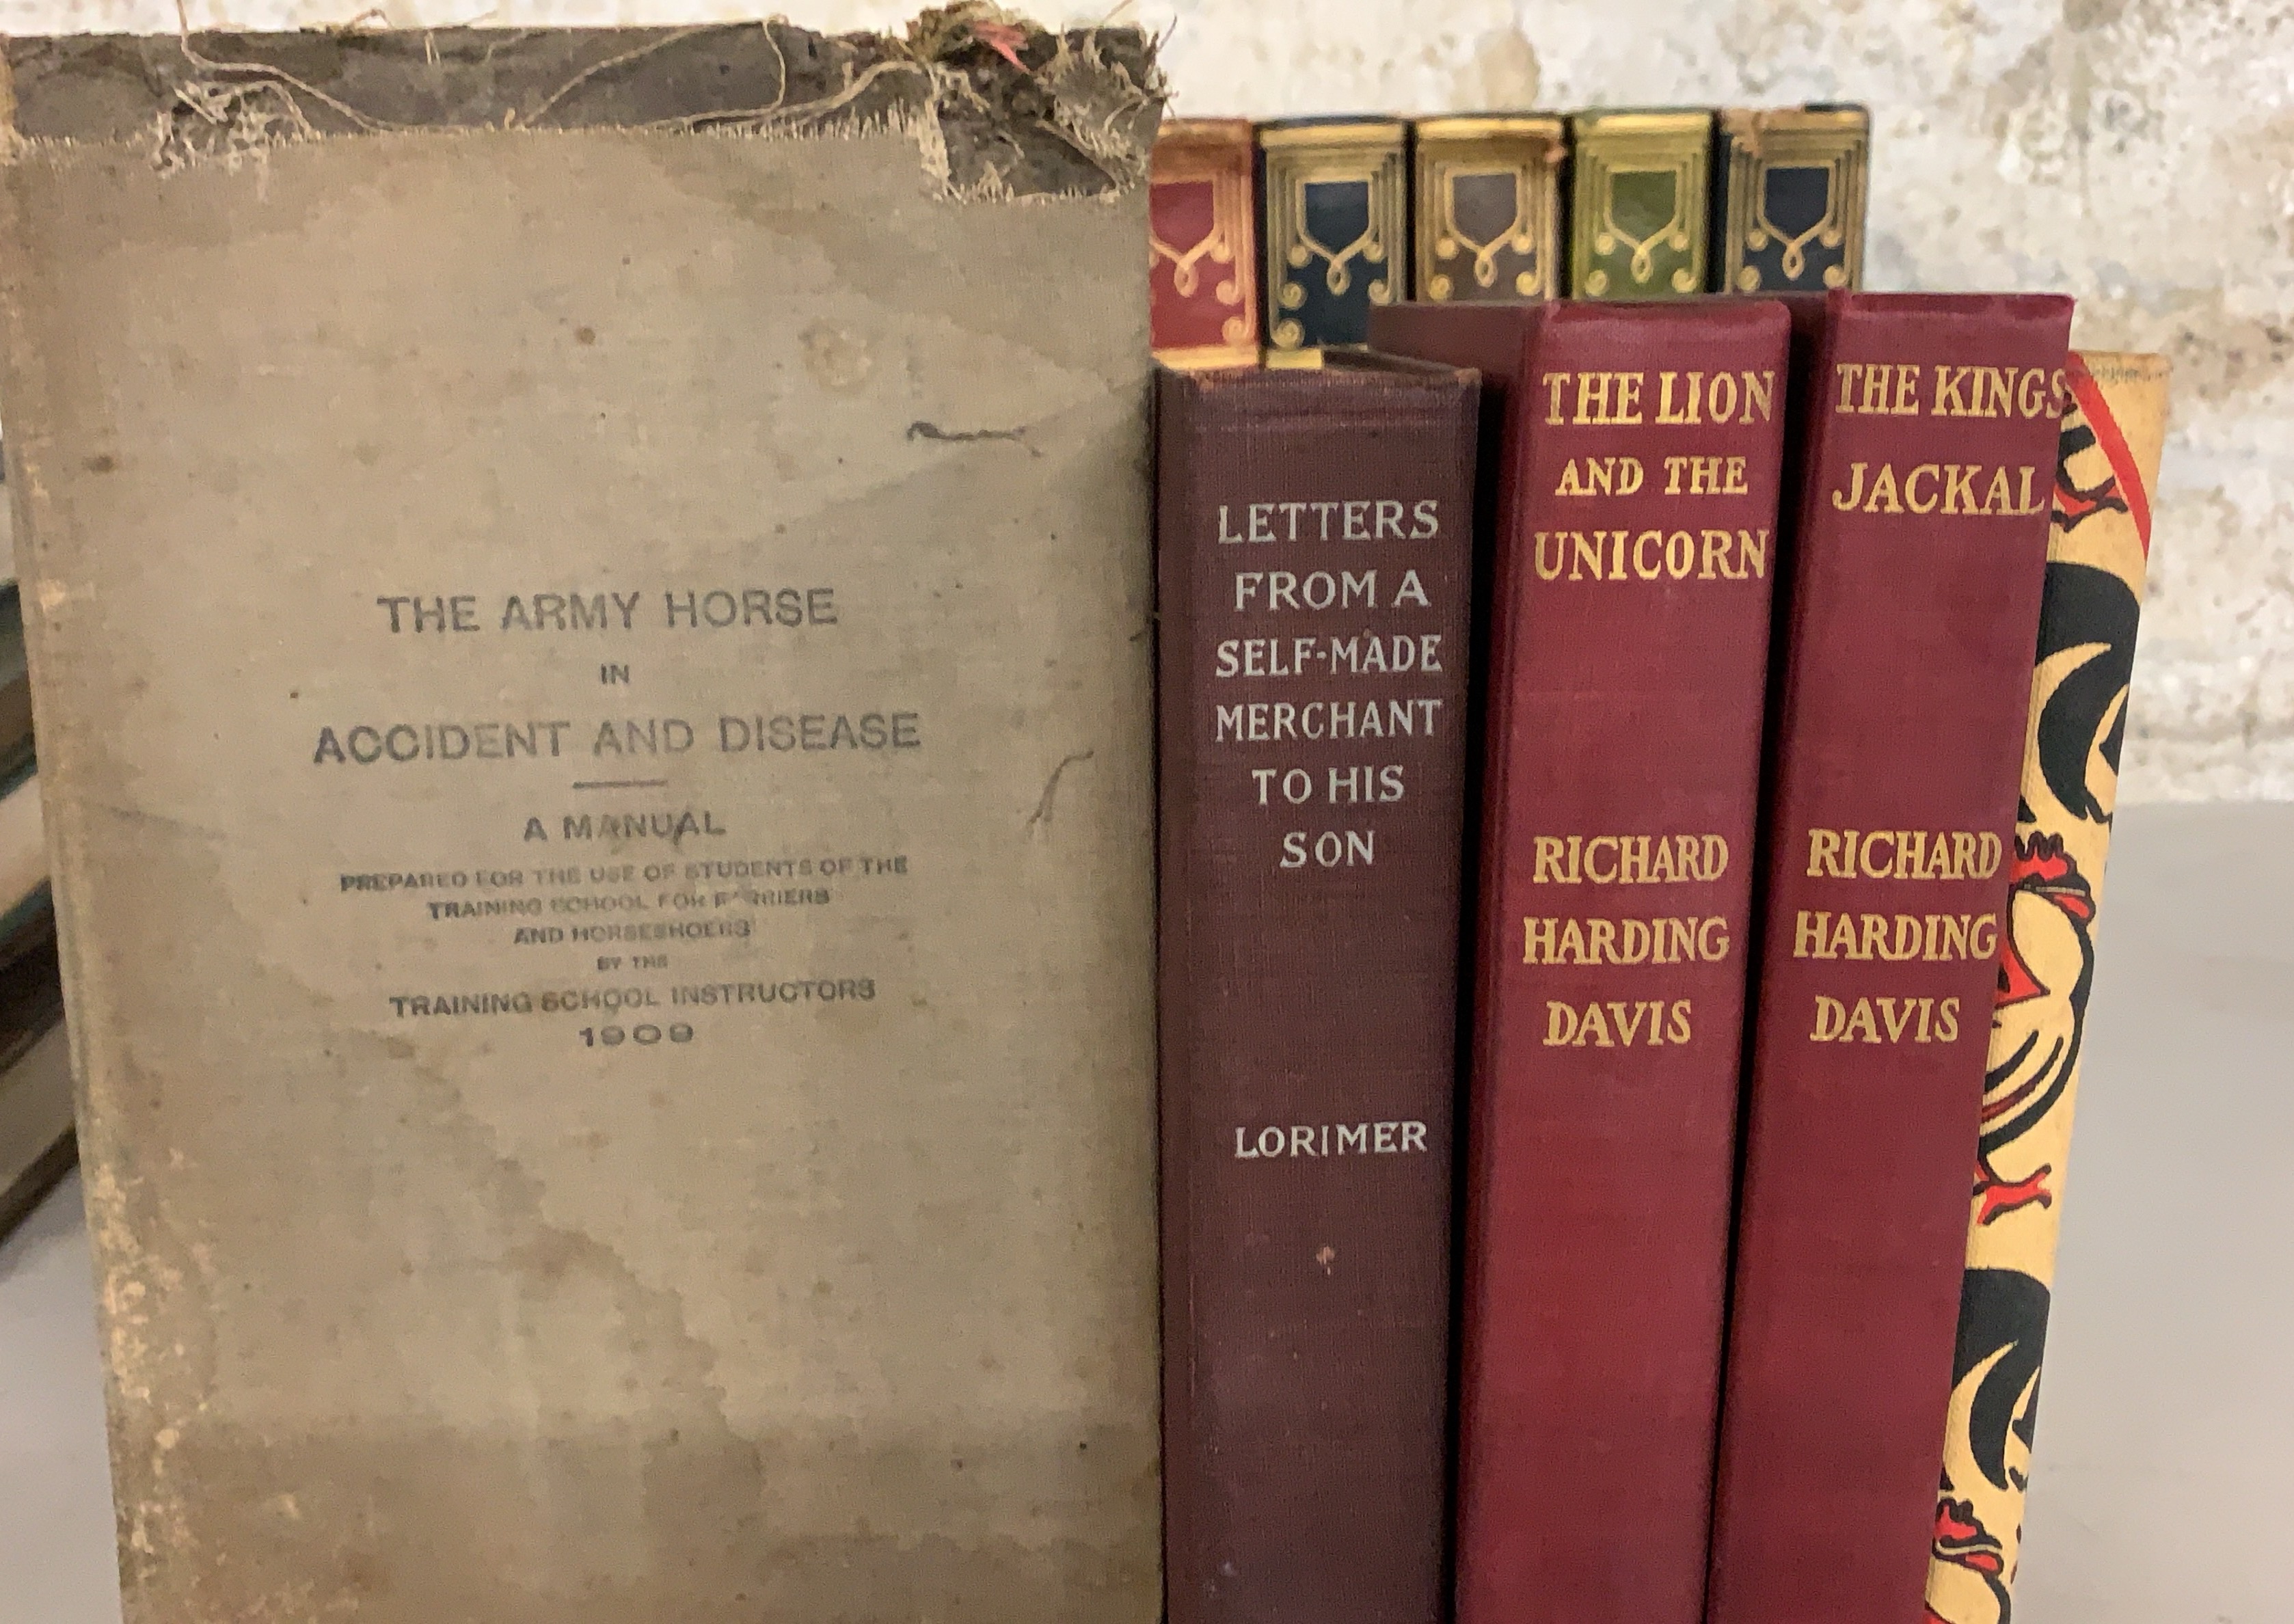 THE ARMY HORSE
IN
ACCIDENT AND DISEASE
A MANUAL
PREPARED FOR THE USE OF STUDENTS OF THE
TRAINING SCHOOL FOR FARRIERS
AND HORSESHOERS
BY THE
TRAINING SCHOOL INSTRUCTORS
1909
LETTERS
FROM A
SELF-MADE
MERCHANT
TO HIS
SON
LORIMER
THE LION
AND THE
UNICORN
RICHARD
HARDING
DAVIS
THE KINGS
JACKAL
RICHARD
HARDING
DAVIS